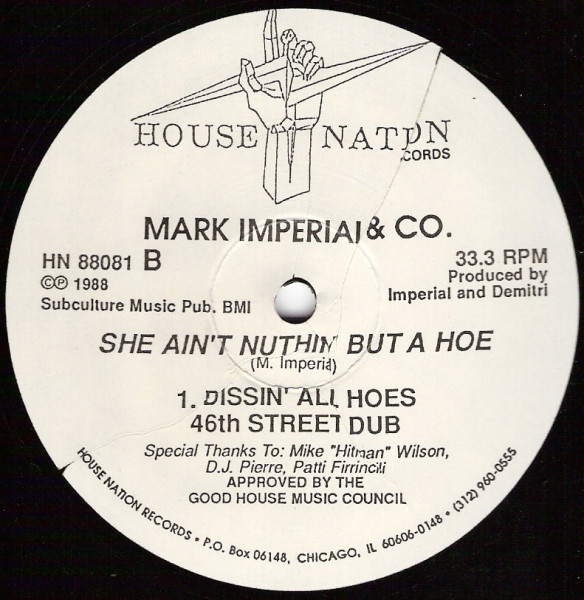 HOUSE NATION
CORDS
MARK IMPERIAl & CO.
HN 88081 B
℗ 1988
Subculture Music Pub. BMI
33.3 RPM
Produced by
Imperial and Demitri
SHE AIN'T NUTHIN' BUT A HOE
(M. Imperial)
1. DISSIN' ALL HOES
46th STREET DUB
Special Thanks To: Mike "Hitman" Wilson,
D.J. Pierre, Patti Firrincili
APPROVED BY THE
GOOD HOUSE MUSIC COUNCIL
HOUSE NATION RECORDS • P.O. Box 06148, CHICAGO, IL 60606-0148 • (312) 960-0555